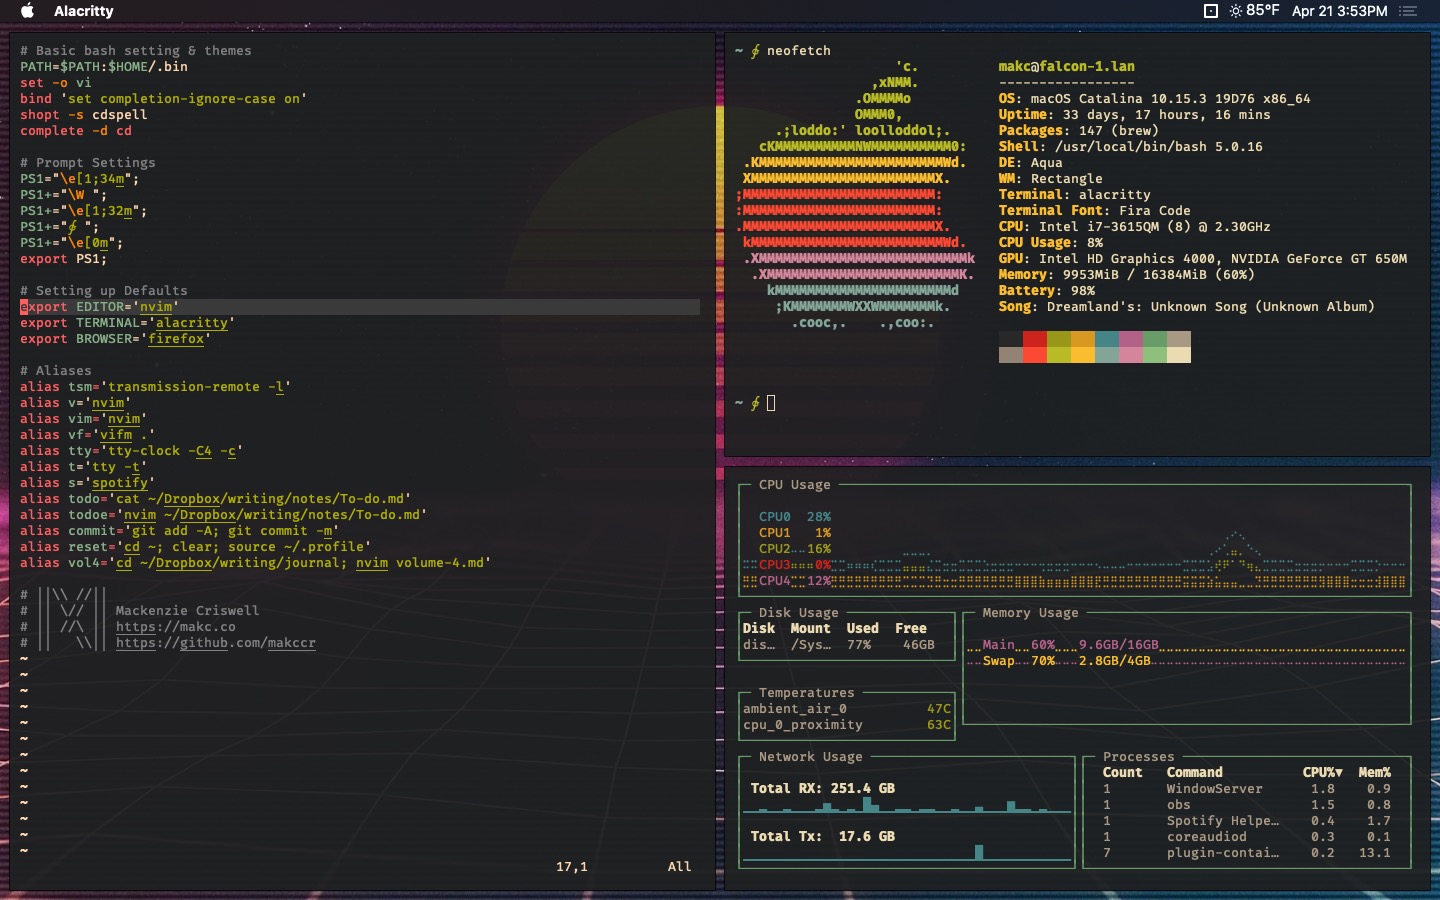 Alacritty
85°F Apr 21 3:53PM
# Basic bash setting & themes
PATH=$PATH:$HOME/.bin
set -o vi
bind 'set completion-ignore-case on'
shopt -s cdspell
complete -d cd
# Prompt Settings
PS1="\e[1;34m";
PS1+="\W ";
PS1+="\e[1;32m";
PS1+="∮ ";
PS1+="\e[0m";
export PS1;
# Setting up Defaults
export EDITOR='nvim'
export TERMINAL='alacritty'
export BROWSER='firefox'
# Aliases
alias tsm='transmission-remote -l'
alias v='nvim'
alias vim='nvim'
alias vf='vifm .'
alias tty='tty-clock -C4 -c'
alias t='tty -t'
alias s='spotify'
alias todo='cat ~/Dropbox/writing/notes/To-do.md'
alias todoe='nvim ~/Dropbox/writing/notes/To-do.md'
alias commit='git add -A; git commit -m'
alias reset='cd ~; clear; source ~/.profile'
alias vol4='cd ~/Dropbox/writing/journal; nvim volume-4.md'
# ||\\ //||
# || \// || Mackenzie Criswell
# || //\ || https://makc.co
# ||   \\|| https://github.com/makccr
~
~
~
~
~
~
~
~
~
~
~
~
~
17,1 All
~ ∮ neofetch
'c.
,xNMM.
.OMMMMo
OMMM0,
.;loddo:' loolloddol;.
cKMMMMMMMMMMNWMMMMMMMMMM0:
.KMMMMMMMMMMMMMMMMMMMMMMMWd.
XMMMMMMMMMMMMMMMMMMMMMMMX.
;MMMMMMMMMMMMMMMMMMMMMMMM:
:MMMMMMMMMMMMMMMMMMMMMMMM:
.MMMMMMMMMMMMMMMMMMMMMMMMX.
kMMMMMMMMMMMMMMMMMMMMMMMMWd.
.XMMMMMMMMMMMMMMMMMMMMMMMMMMk
.XMMMMMMMMMMMMMMMMMMMMMMMMK.
kMMMMMMMMMMMMMMMMMMMMMMd
;KMMMMMMMWXXWMMMMMMMk.
.cooc,.    .,coo:.
makc@falcon-1.lan
-----------------
OS: macOS Catalina 10.15.3 19D76 x86_64
Uptime: 33 days, 17 hours, 16 mins
Packages: 147 (brew)
Shell: /usr/local/bin/bash 5.0.16
DE: Aqua
WM: Rectangle
Terminal: alacritty
Terminal Font: Fira Code
CPU: Intel i7-3615QM (8) @ 2.30GHz
CPU Usage: 8%
GPU: Intel HD Graphics 4000, NVIDIA GeForce GT 650M
Memory: 9953MiB / 16384MiB (60%)
Battery: 98%
Song: Dreamland's: Unknown Song (Unknown Album)
~ ∮
CPU Usage
CPU0 28%
CPU1 1%
CPU2 16%
CPU3 0%
CPU4 12%
Disk Usage
Disk Mount Used Free
dis… /Sys… 77% 46GB
Memory Usage
Main 60% 9.6GB/16GB
Swap 70% 2.8GB/4GB
Temperatures
ambient_air_0 47C
cpu_0_proximity 63C
Network Usage
Total RX: 251.4 GB
Total Tx: 17.6 GB
Processes
Count Command CPU%▼ Mem%
1 WindowServer 1.8 0.9
1 obs 1.5 0.8
1 Spotify Helpe… 0.4 1.7
1 coreaudiod 0.3 0.1
7 plugin-contai… 0.2 13.1